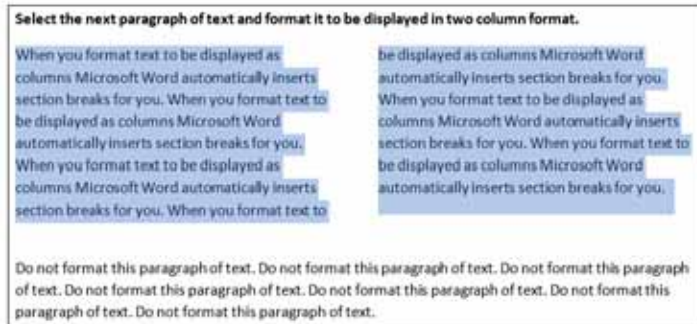 Select the next paragraph of text and format it to be displayed in two column format.
When you format text to be displayed as
columns Microsoft Word automatically inserts
section breaks for you. When you format text to
be displayed as columns Microsoft Word
automatically inserts section breaks for you.
When you format text to be displayed as
columns Microsoft Word automatically inserts
section breaks for you. When you format text to
be displayed as columns Microsoft Word
automatically inserts section breaks for you.
When you format text to be displayed as
columns Microsoft Word automatically inserts
section breaks for you. When you format text to
be displayed as columns Microsoft Word
automatically inserts section breaks for you.
Do not format this paragraph of text. Do not format this paragraph of text. Do not format this paragraph
of text. Do not format this paragraph of text. Do not format this paragraph of text. Do not format this
paragraph of text. Do not format this paragraph of text.